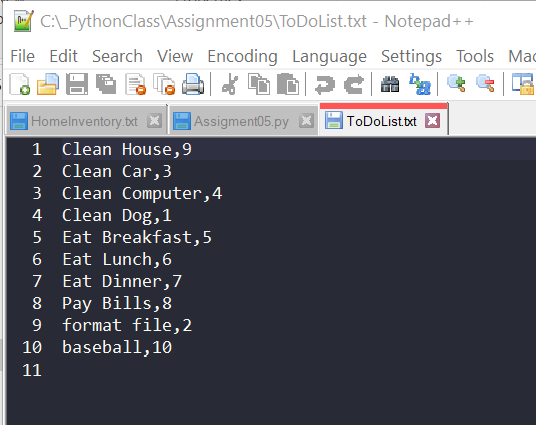 C:\_PythonClass\Assignment05\ToDoList.txt - Notepad++
File Edit Search View Encoding Language Settings Tools Mac
HomeInventory.txt Assigment05.py ToDoList.txt
1 Clean House,9
2 Clean Car,3
3 Clean Computer,4
4 Clean Dog,1
5 Eat Breakfast,5
6 Eat Lunch,6
7 Eat Dinner,7
8 Pay Bills,8
9 format file,2
10 baseball,10
11